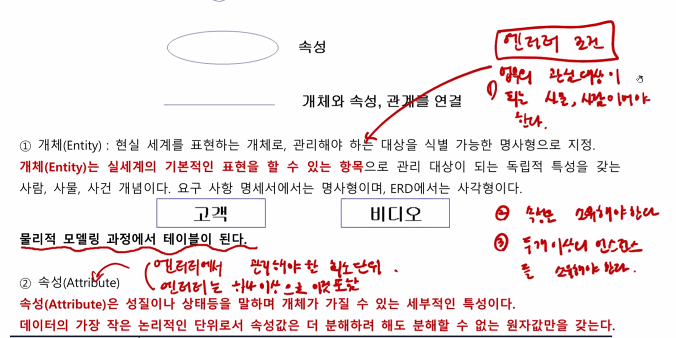 속성
엔터티 조건
업무의 관심대상이
① 되는 사물, 사람이어야
한다.
개체와 속성, 관계를 연결
① 개체(Entity) : 현실 세계를 표현하는 개체로, 관리해야 하는 대상을 식별 가능한 명사형으로 지정.
개체(Entity)는 실세계의 기본적인 표현을 할 수 있는 항목으로 관리 대상이 되는 독립적 특성을 갖는
사람, 사물, 사건 개념이다. 요구 사항 명세서에서는 명사형이며, ERD에서는 사각형이다.
고객
비디오
② 속성은 소유해야한다
물리적 모델링 과정에서 테이블이 된다.
③ 두개이상의 인스턴스
를 소유해야 한다.
엔터티에서 관리해야 한 최소단위.
② 속성(Attribute)
엔터티는 하나 이상으로
속성(Attribute)은 성질이나 상태등을 말하며 개체가 가질 수 있는 세부적인 특성이다.
데이터의 가장 작은 논리적인 단위로서 속성값은 더 분해하려 해도 분해할 수 없는 원자값만을 갖는다.